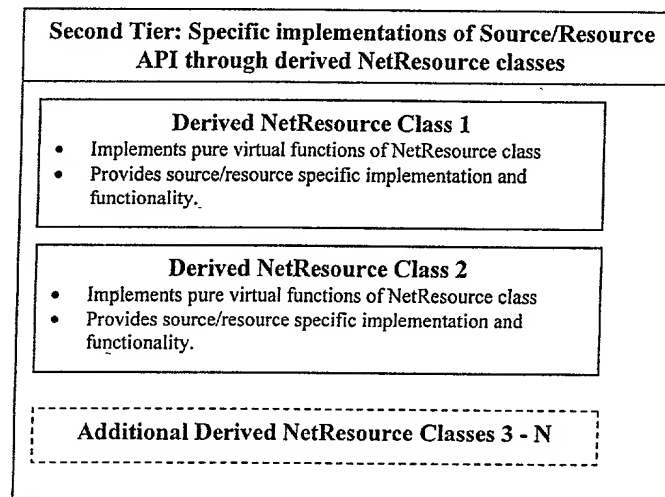 Second Tier: Specific implementations of Source/Resource
API through derived NetResource classes
Derived NetResource Class 1
• Implements pure virtual functions of NetResource class
• Provides source/resource specific implementation and
functionality.
Derived NetResource Class 2
• Implements pure virtual functions of NetResource class
• Provides source/resource specific implementation and
functionality.
Additional Derived NetResource Classes 3 - N